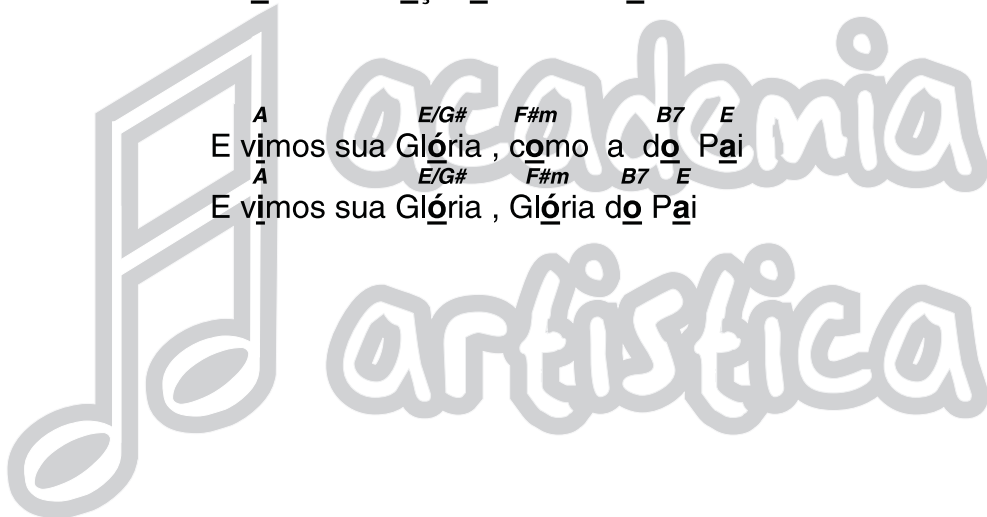 A E/G# F#m B7 E
E vimos sua Glória , como a do Pai
A E/G# F#m B7 E
E vimos sua Glória , Glória do Pai
academia
artistica